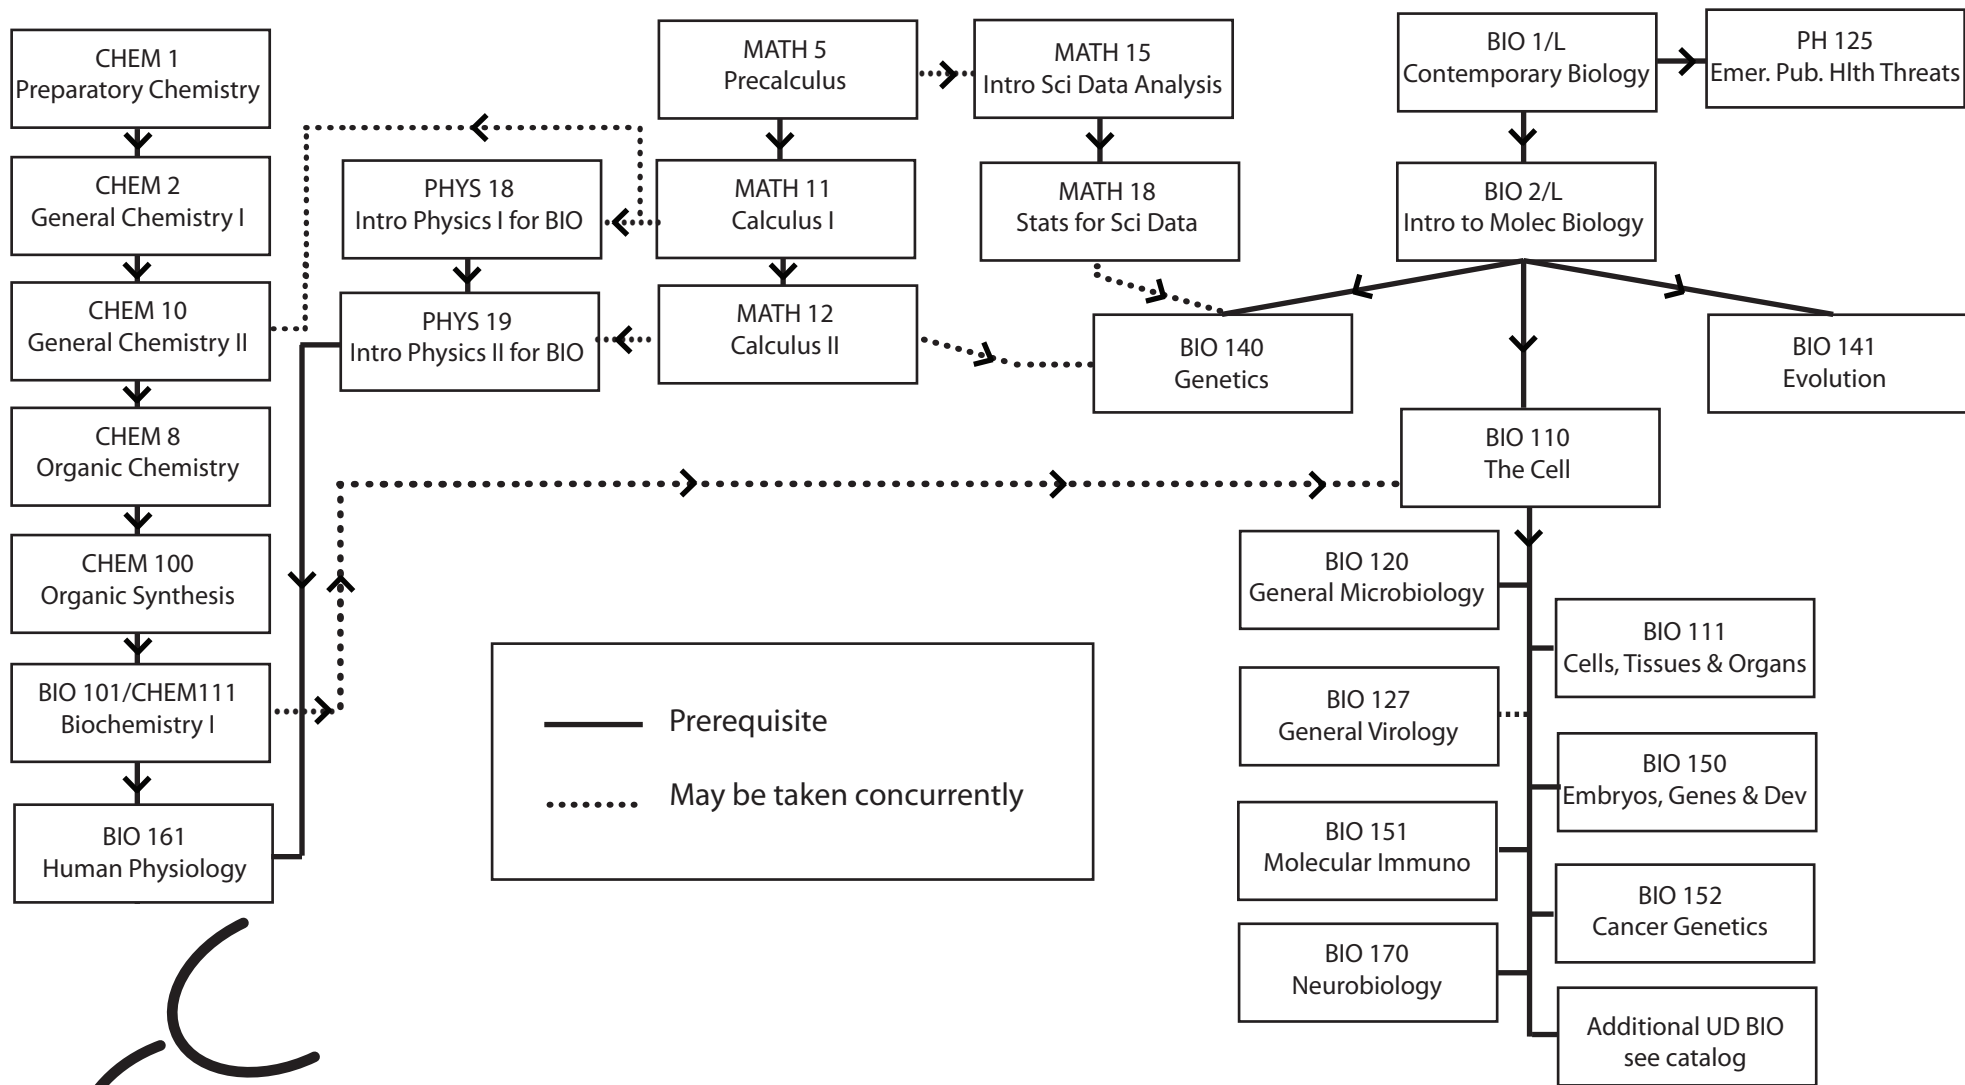 CHEM 1
Preparatory Chemistry
CHEM 2
General Chemistry I
CHEM 10
General Chemistry II
CHEM 8
Organic Chemistry
CHEM 100
Organic Synthesis
BIO 101/CHEM111
Biochemistry I
BIO 161
Human Physiology
PHYS 18
Intro Physics I for BIO
PHYS 19
Intro Physics II for BIO
MATH 5
Precalculus
MATH 11
Calculus I
MATH 12
Calculus II
MATH 15
Intro Sci Data Analysis
MATH 18
Stats for Sci Data
BIO 1/L
Contemporary Biology
PH 125
Emer. Pub. Hlth Threats
BIO 2/L
Intro to Molec Biology
BIO 140
Genetics
BIO 141
Evolution
BIO 110
The Cell
BIO 120
General Microbiology
BIO 111
Cells, Tissues & Organs
BIO 127
General Virology
BIO 150
Embryos, Genes & Dev
BIO 151
Molecular Immuno
BIO 152
Cancer Genetics
BIO 170
Neurobiology
Additional UD BIO
see catalog
Prerequisite
May be taken concurrently